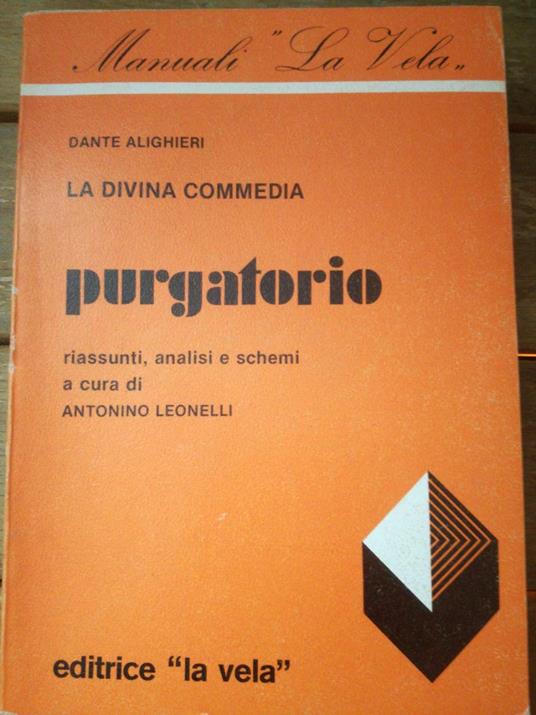 Manuali "La Vela„
DANTE ALIGHIERI
LA DIVINA COMMEDIA
purgatorio
riassunti, analisi e schemi
a cura di
ANTONINO LEONELLI
editrice "la vela"